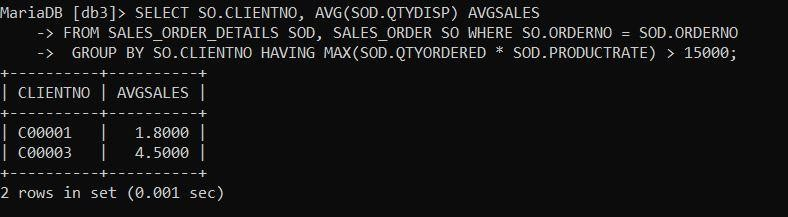 MariaDB [db3]> SELECT SO.CLIENTNO, AVG(SOD.QTYDISP) AVGSALES
    -> FROM SALES_ORDER_DETAILS SOD, SALES_ORDER SO WHERE SO.ORDERNO = SOD.ORDERNO
    ->  GROUP BY SO.CLIENTNO HAVING MAX(SOD.QTYORDERED * SOD.PRODUCTRATE) > 15000;
+----------+----------+
| CLIENTNO | AVGSALES |
+----------+----------+
| C00001   |   1.8000 |
| C00003   |   4.5000 |
+----------+----------+
2 rows in set (0.001 sec)